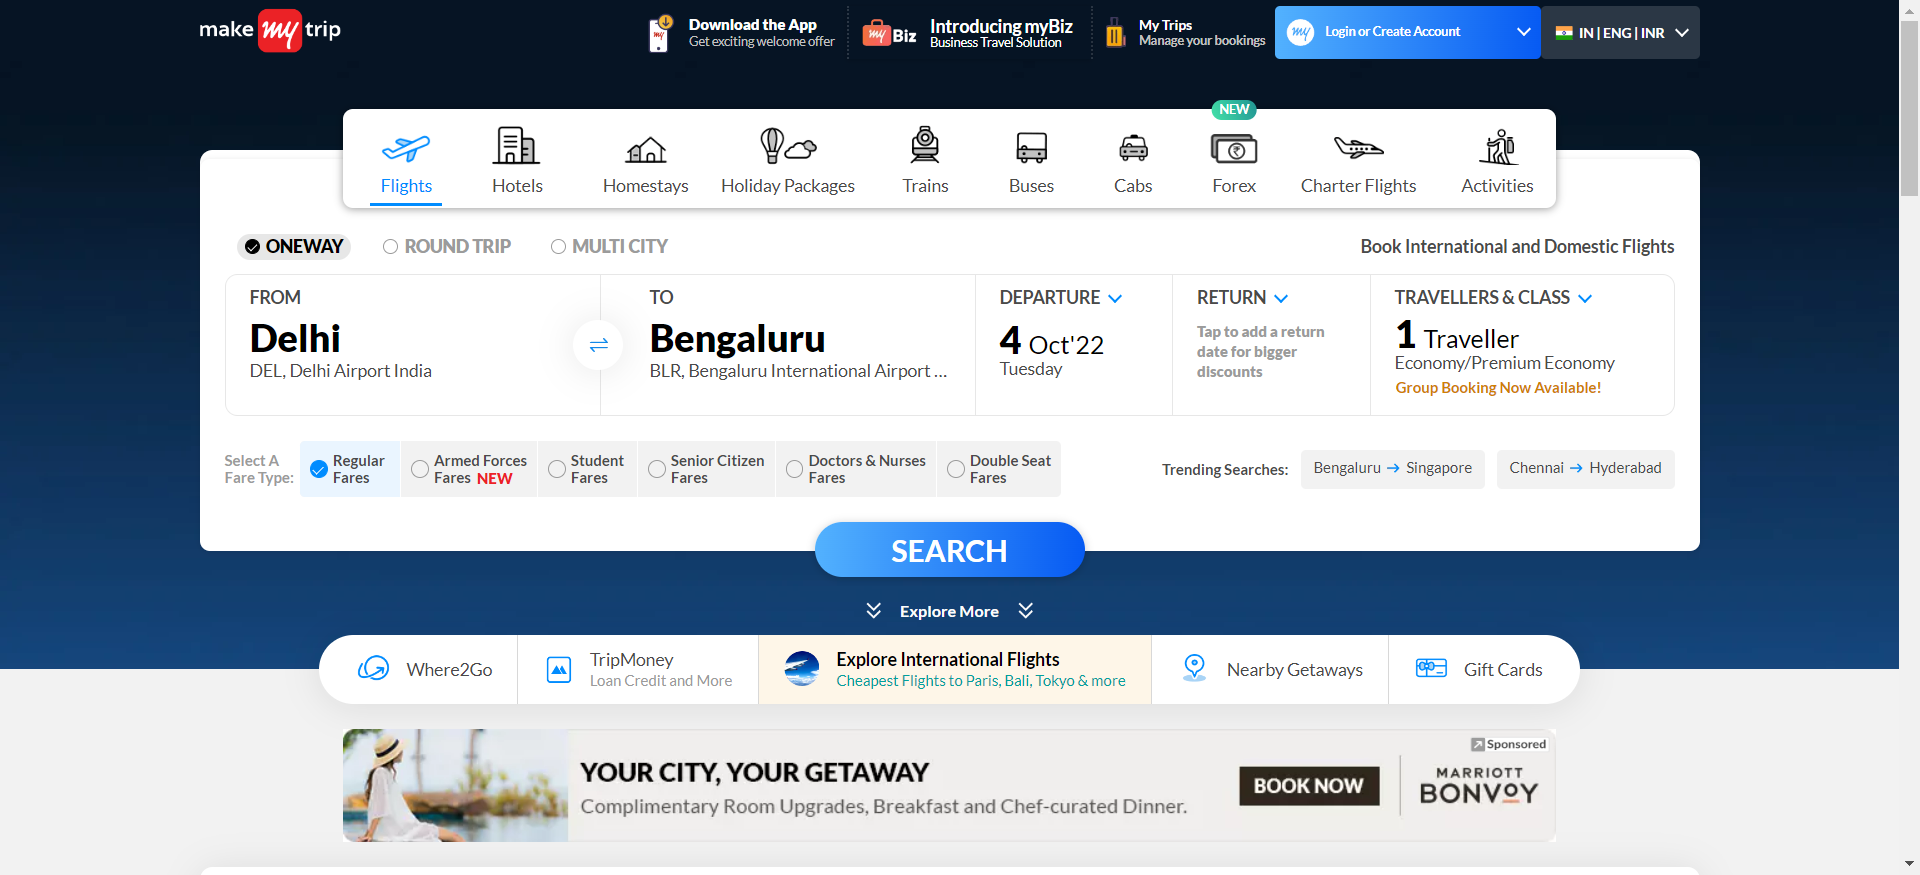 make my trip
Download the App
Get exciting welcome offer
my Biz
Introducing myBiz
Business Travel Solution
My Trips
Manage your bookings
my
Login or Create Account
IN | ENG | INR
NEW
Flights
Hotels
Homestays
Holiday Packages
Trains
Buses
Cabs
Forex
Charter Flights
Activities
ONEWAY
ROUND TRIP
MULTI CITY
Book International and Domestic Flights
FROM
Delhi
DEL, Delhi Airport India
TO
Bengaluru
BLR, Bengaluru International Airport ...
DEPARTURE
4 Oct'22
Tuesday
RETURN
Tap to add a return
date for bigger
discounts
TRAVELLERS & CLASS
1 Traveller
Economy/Premium Economy
Group Booking Now Available!
Select A
Fare Type:
Regular
Fares
Armed Forces
Fares NEW
Student
Fares
Senior Citizen
Fares
Doctors & Nurses
Fares
Double Seat
Fares
Trending Searches:
Bengaluru → Singapore
Chennai → Hyderabad
SEARCH
Explore More
Where2Go
TripMoney
Loan Credit and More
Explore International Flights
Cheapest Flights to Paris, Bali, Tokyo & more
Nearby Getaways
Gift Cards
Sponsored
YOUR CITY, YOUR GETAWAY
Complimentary Room Upgrades, Breakfast and Chef-curated Dinner.
BOOK NOW
MARRIOTT
BONVOY